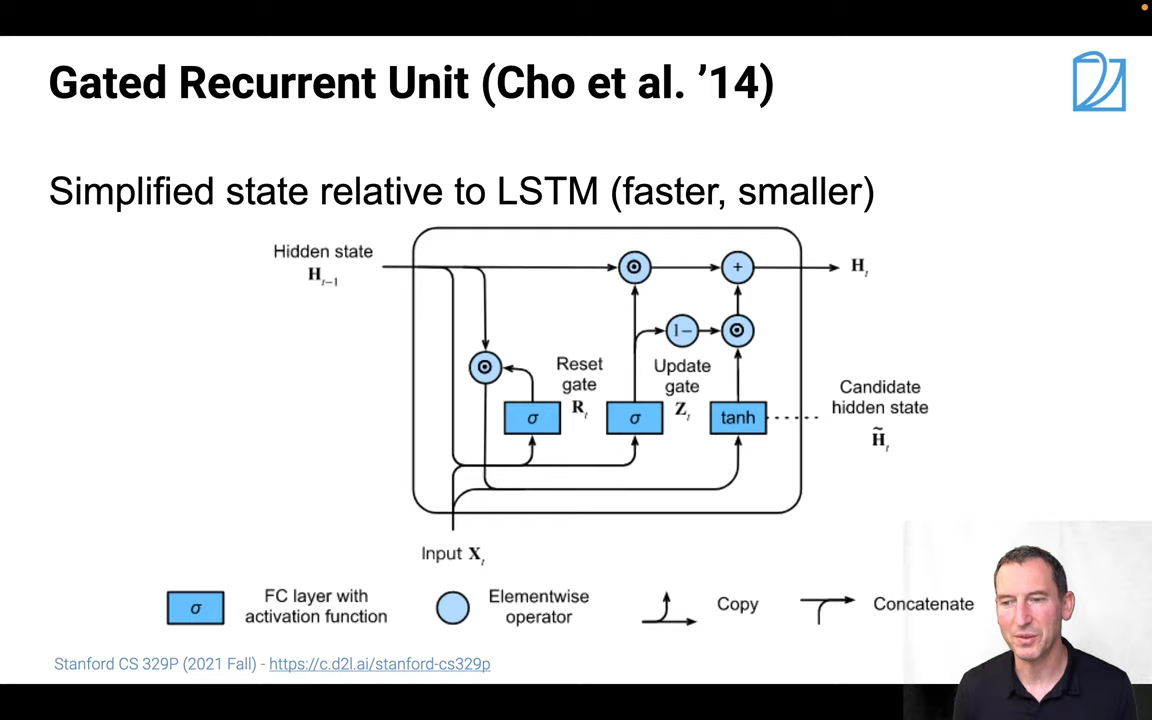 Gated Recurrent Unit (Cho et al. ’14)
Simplified state relative to LSTM (faster, smaller)
Hidden state
H_{t−1}
+
H_t
1−
Reset
gate
R_t
Update
gate
Z_t
σ
σ
tanh
Candidate
hidden state
H̃_t
Input X_t
σ
FC layer with
activation function
Elementwise
operator
Copy
Concatenate
Stanford CS 329P (2021 Fall) - https://c.d2l.ai/stanford-cs329p